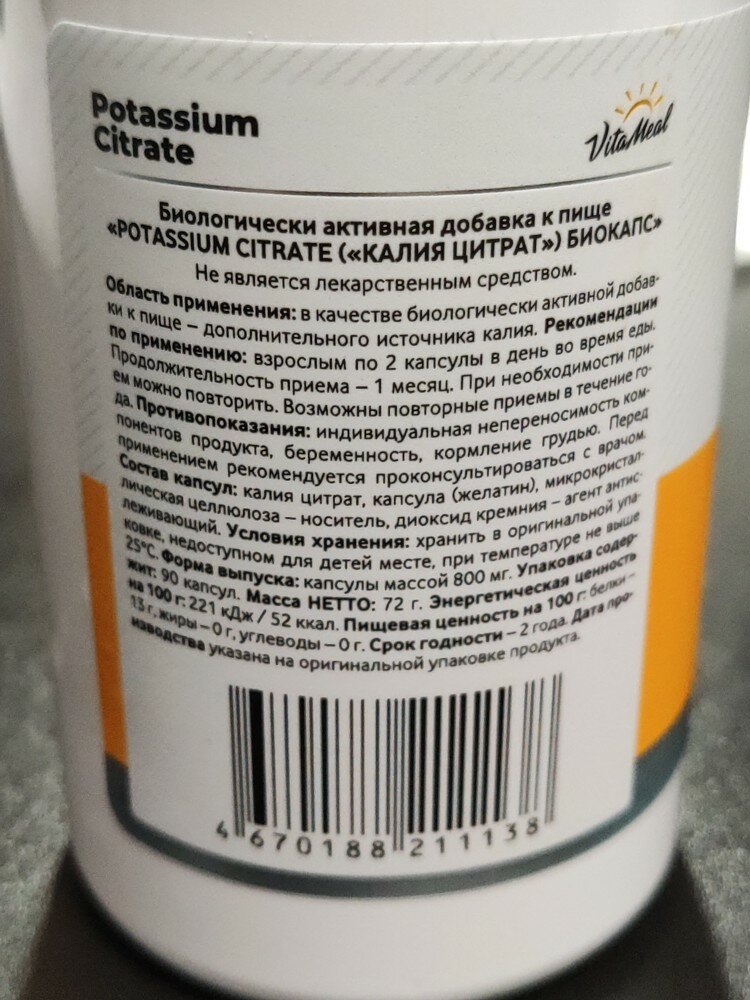 Potassium
Citrate
VitaMeal
Биологически активная добавка к пище
«POTASSIUM CITRATE («КАЛИЯ ЦИТРАТ») БИОКАПС»
Не является лекарственным средством.
Область применения: в качестве биологически активной добав-
ки к пище – дополнительного источника калия. Рекомендации
по применению: взрослым по 2 капсулы в день во время еды.
Продолжительность приема – 1 месяц. При необходимости при-
ем можно повторить. Возможны повторные приемы в течение го-
да. Противопоказания: индивидуальная непереносимость ком-
понентов продукта, беременность, кормление грудью. Перед
применением рекомендуется проконсультироваться с врачом.
Состав капсул: калия цитрат, капсула (желатин), микрокристал-
лическая целлюлоза – носитель, диоксид кремния – агент антис-
леживающий. Условия хранения: хранить в оригинальной упа-
ковке, недоступном для детей месте, при температуре не выше
25°С. Форма выпуска: капсулы массой 800 мг. Упаковка содер-
жит: 90 капсул. Масса НЕТТО: 72 г. Энергетическая ценность
на 100 г: 221 кДж / 52 ккал. Пищевая ценность на 100 г: белки –
13 г, жиры – 0 г, углеводы – 0 г. Срок годности – 2 года. Дата про-
изводства указана на оригинальной упаковке продукта.
4 670188 211138